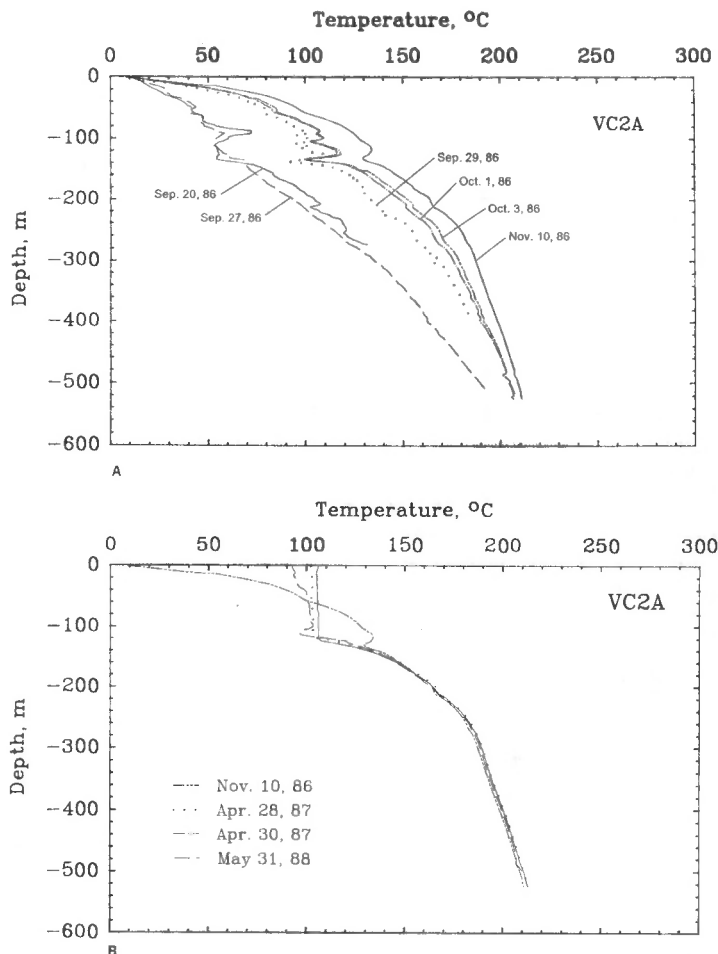 Temperature, ºC
0 50 100 150 200 250 300
0
VC2A
-100
Sep. 29, 86
Oct. 1, 86
Sep. 20, 86
-200
Oct. 3, 86
Sep. 27, 86
Nov. 10, 86
-300
Depth, m
-400
-500
-600
A
Temperature, ºC
0 50 100 150 200 250 300
0
VC2A
-100
-200
-300
Depth, m
Nov. 10, 86
Apr. 28, 87
-400
Apr. 30, 87
May 31, 88
-500
-600
B